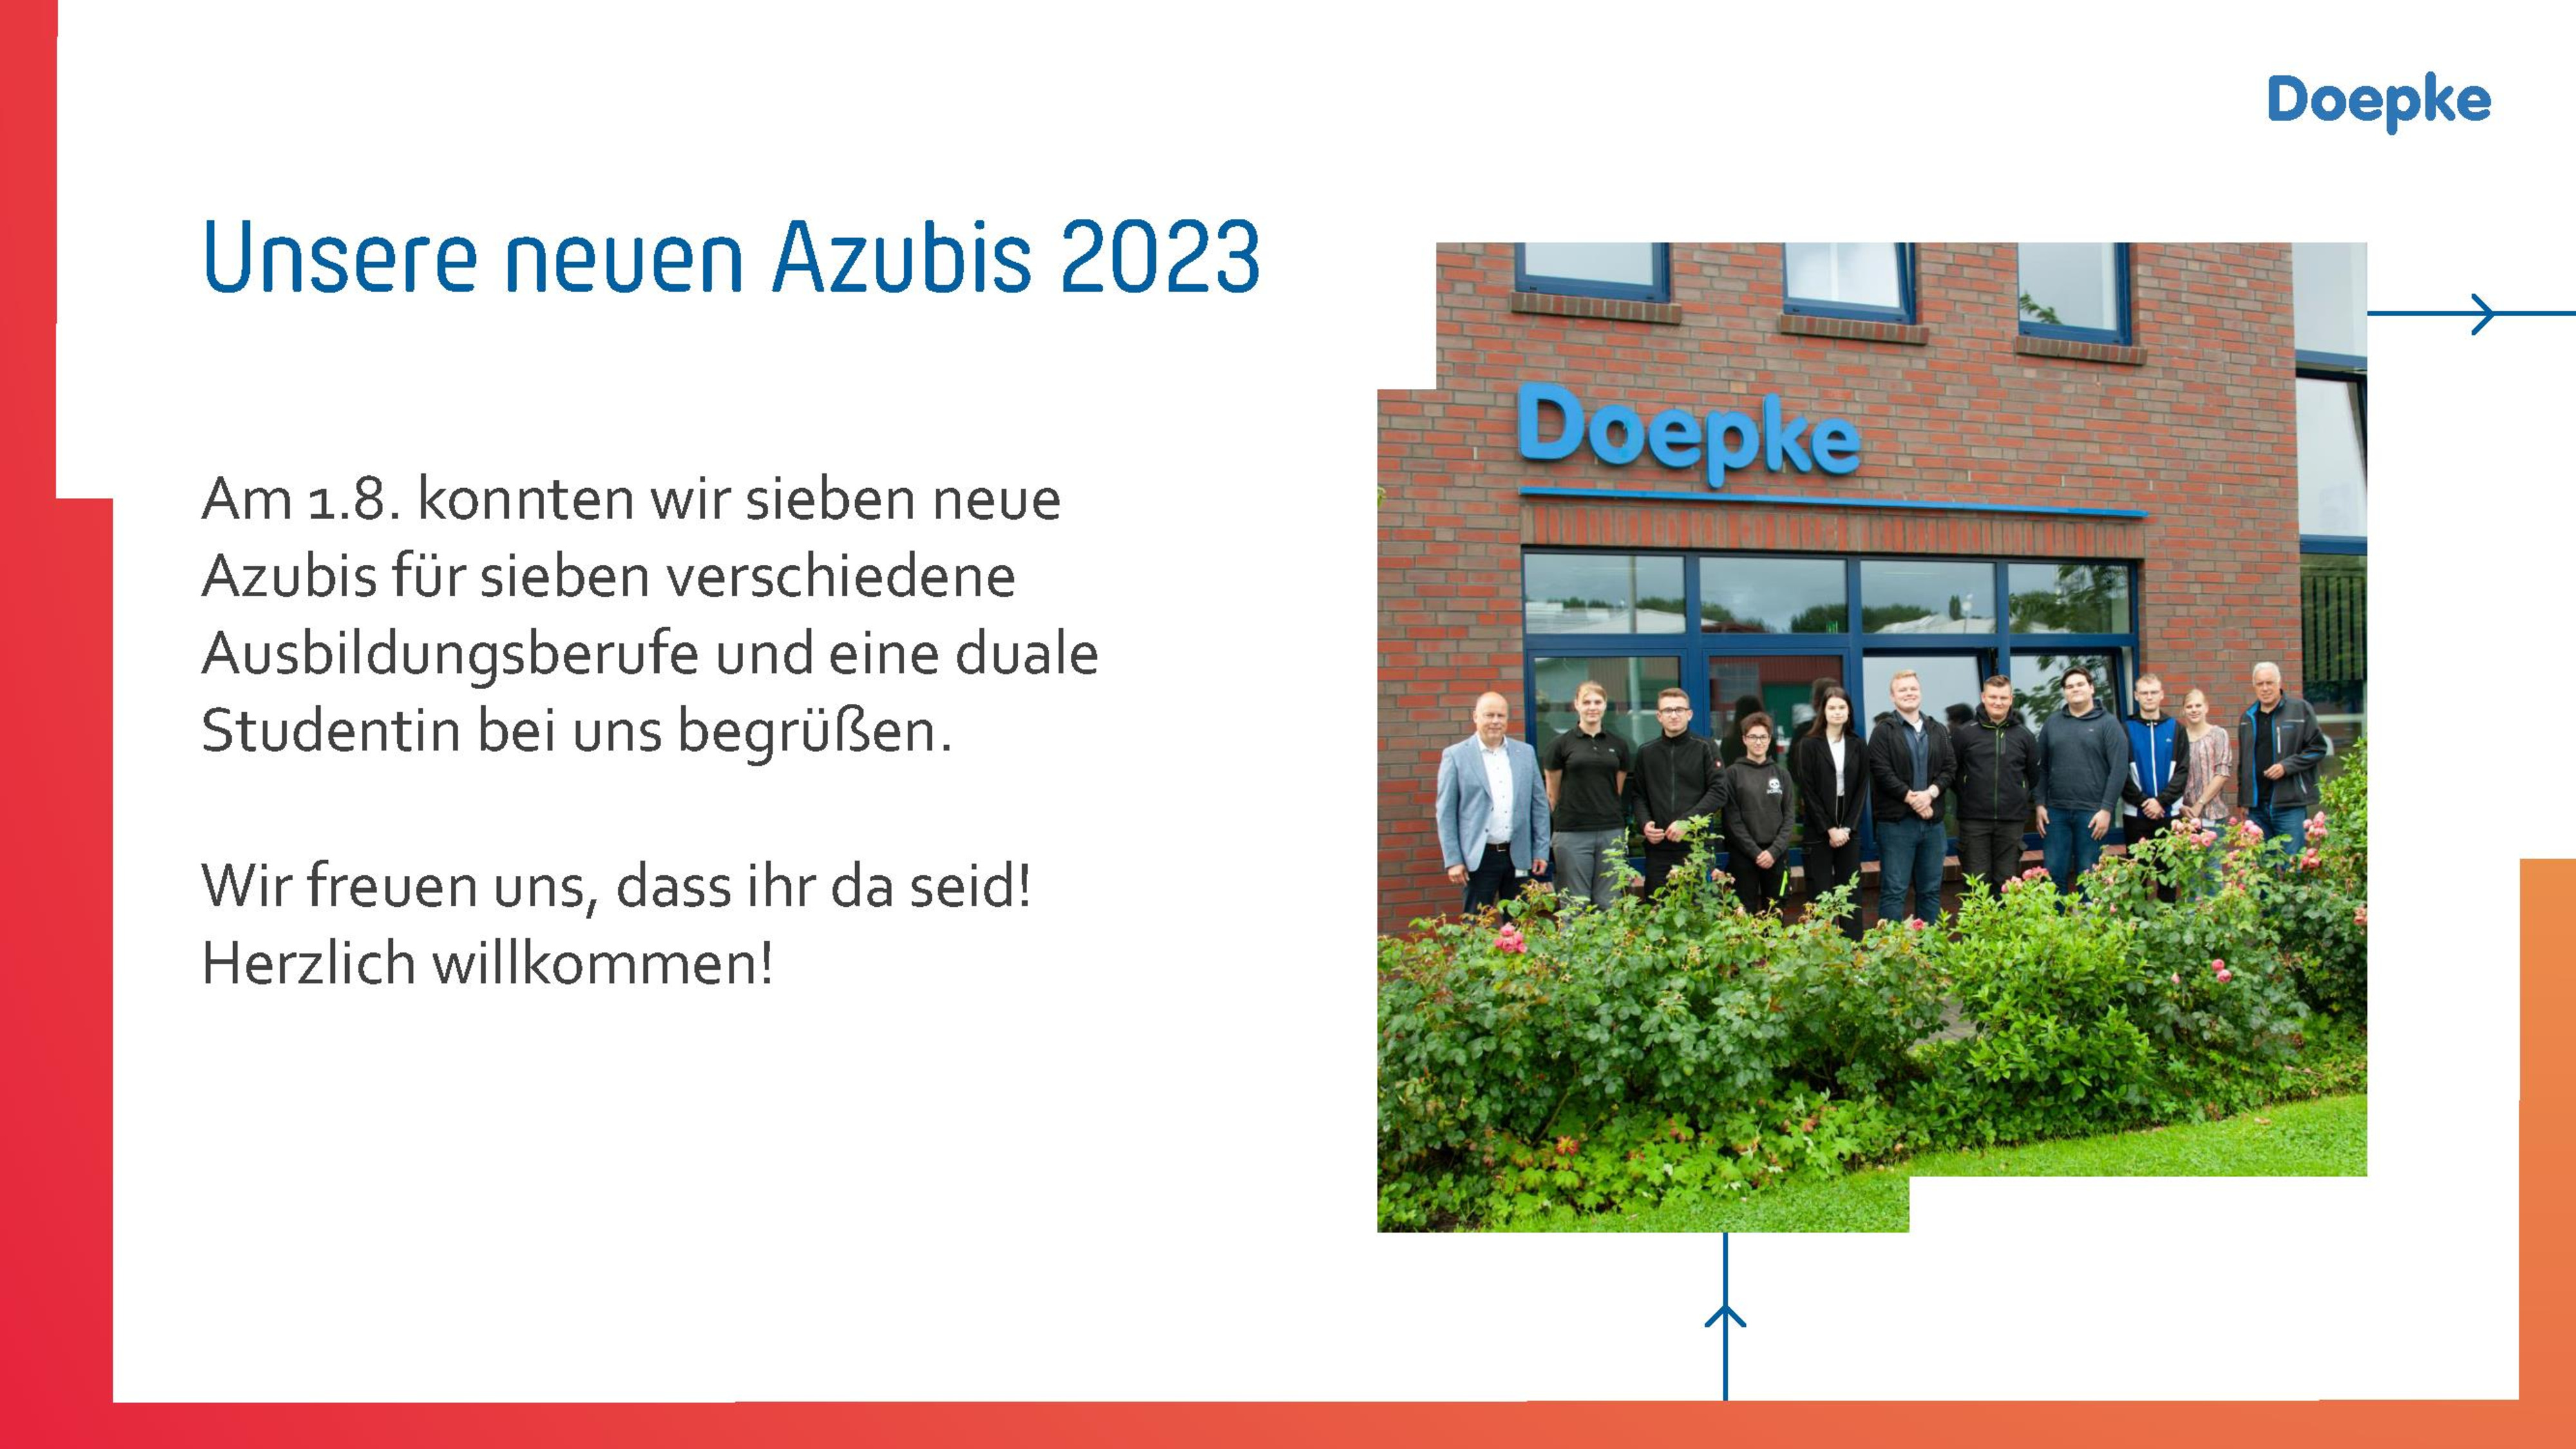 Doepke
Unsere neuen Azubis 2023
Am 1.8. konnten wir sieben neue
Azubis für sieben verschiedene
Ausbildungsberufe und eine duale
Studentin bei uns begrüßen.
Wir freuen uns, dass ihr da seid!
Herzlich willkommen!
Doepke